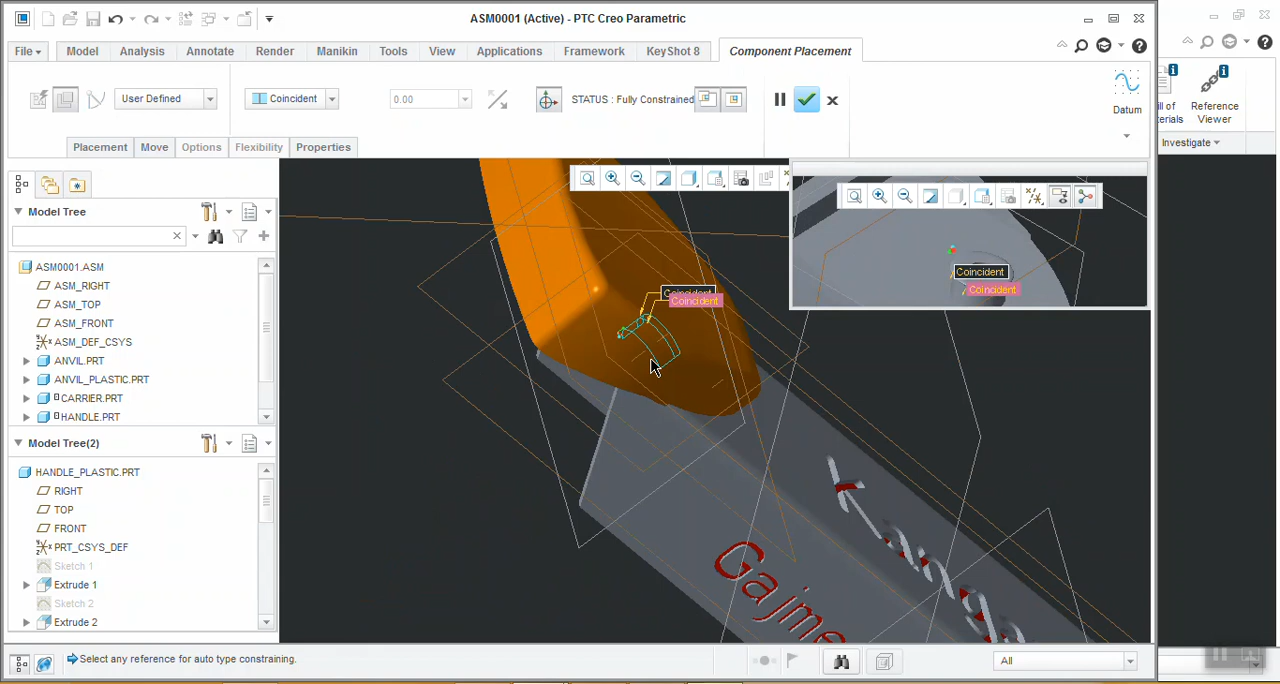 ASM0001 (Active) - PTC Creo Parametric
File Model Analysis Annotate Render Manikin Tools View Applications Framework KeyShot 8 Component Placement
User Defined Coincident 0.00 STATUS : Fully Constrained
Datum
Reference
Viewer
Investigate
Placement Move Options Flexibility Properties
Model Tree
ASM0001.ASM
ASM_RIGHT
ASM_TOP
ASM_FRONT
ASM_DEF_CSYS
ANVIL.PRT
ANVIL_PLASTIC.PRT
CARRIER.PRT
HANDLE.PRT
Model Tree(2)
HANDLE_PLASTIC.PRT
RIGHT
TOP
FRONT
PRT_CSYS_DEF
Sketch 1
Extrude 1
Sketch 2
Extrude 2
Coincident
Coincident
Coincident
Coincident
Select any reference for auto type constraining.
All